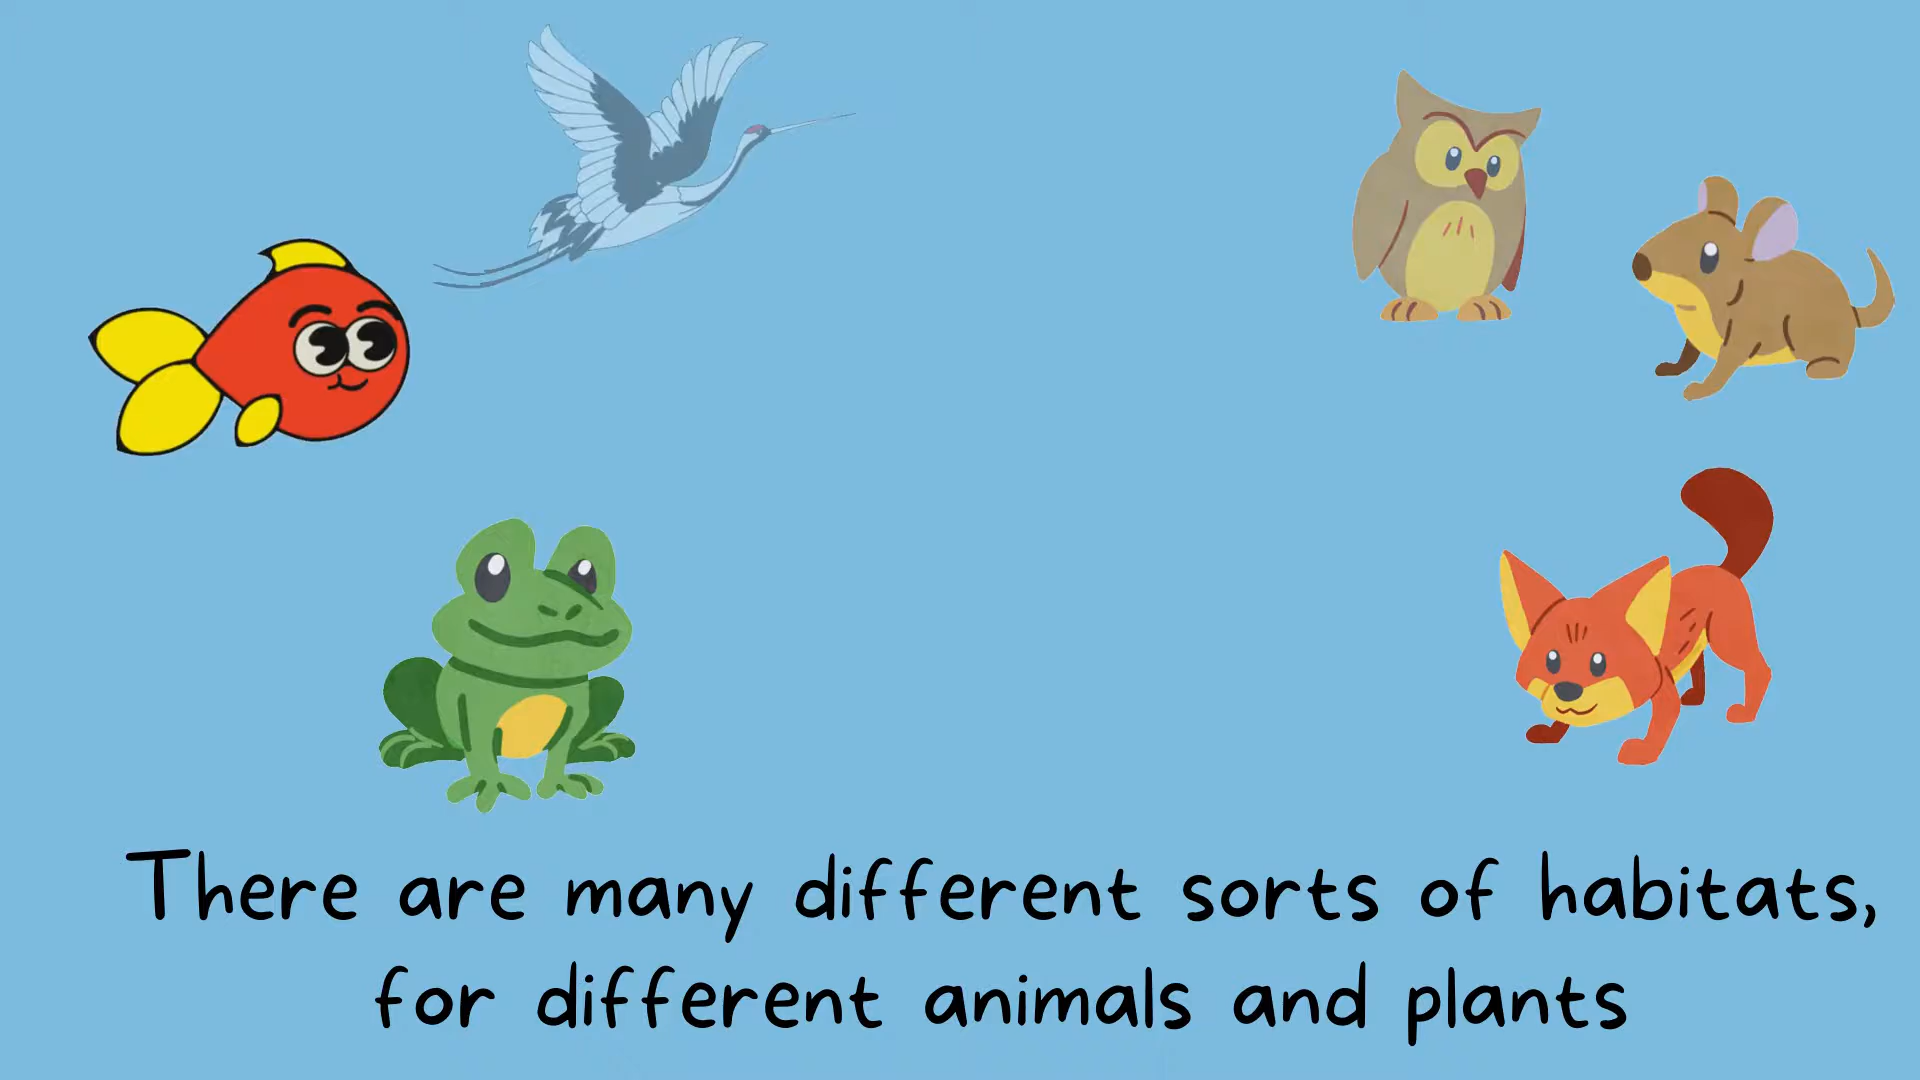 There are many different sorts of habitats,
for different animals and plants